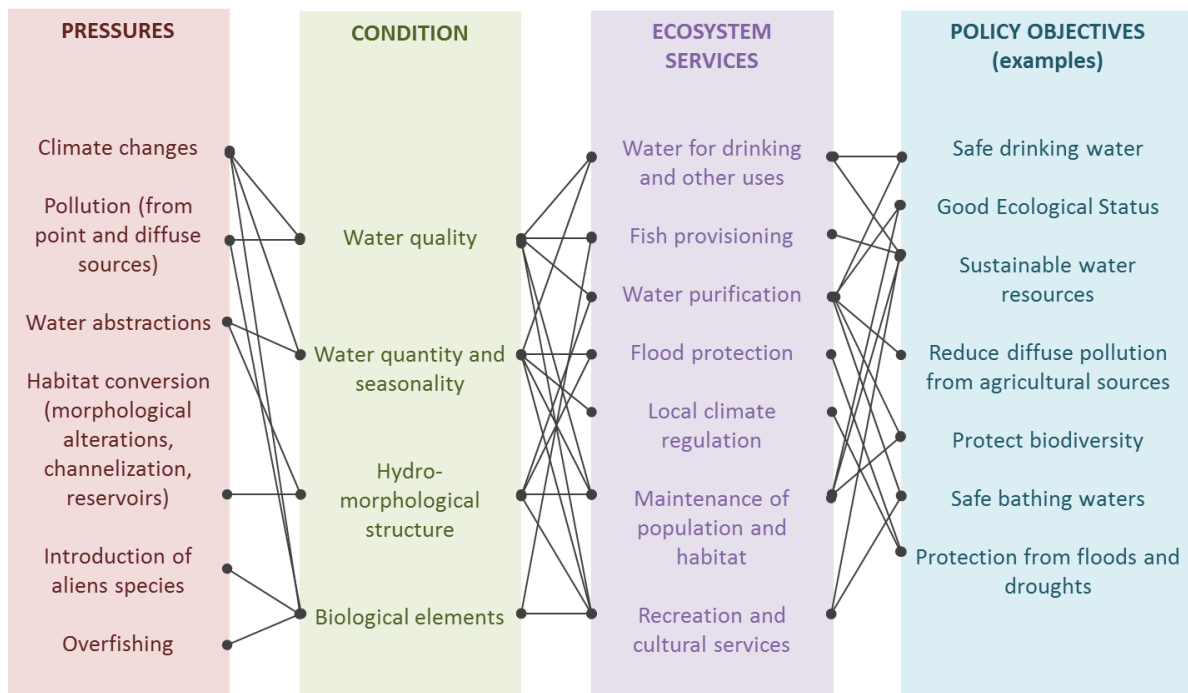 PRESSURES
Climate changes
Pollution (from
point and diffuse
sources)
Water abstractions
Habitat conversion
(morphological
alterations,
channelization,
reservoirs)
Introduction of
aliens species
Overfishing
CONDITION
Water quality
Water quantity and
seasonality
Hydro-
morphological
structure
Biological elements
ECOSYSTEM
SERVICES
Water for drinking
and other uses
Fish provisioning
Water purification
Flood protection
Local climate
regulation
Maintenance of
population and
habitat
Recreation and
cultural services
POLICY OBJECTIVES
(examples)
Safe drinking water
Good Ecological Status
Sustainable water
resources
Reduce diffuse pollution
from agricultural sources
Protect biodiversity
Safe bathing waters
Protection from floods and
droughts